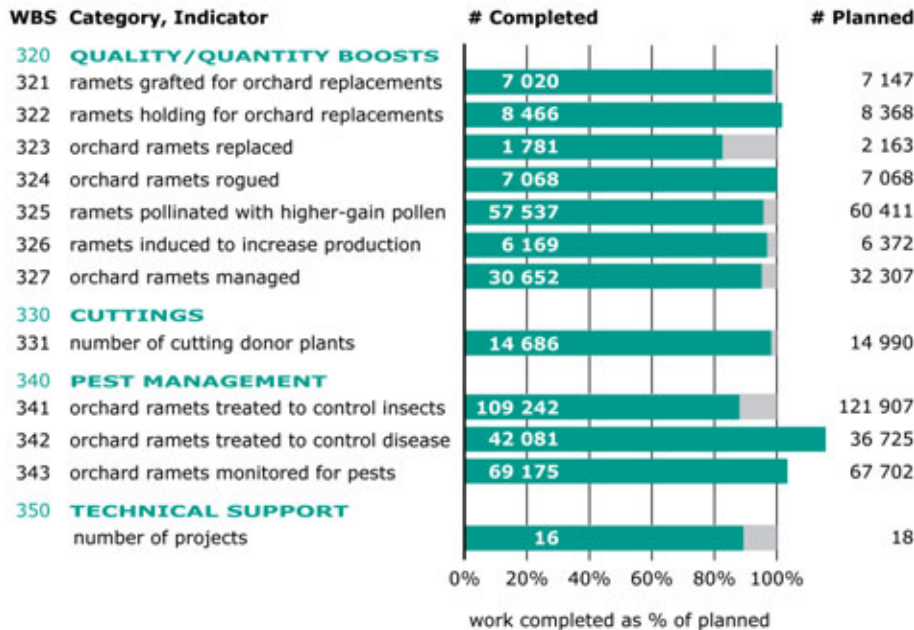 WBS Category, Indicator # Completed # Planned
320 QUALITY/QUANTITY BOOSTS
321 ramets grafted for orchard replacements 7 020 7 147
322 ramets holding for orchard replacements 8 466 8 368
323 orchard ramets replaced 1 781 2 163
324 orchard ramets rogued 7 068 7 068
325 ramets pollinated with higher-gain pollen 57 537 60 411
326 ramets induced to increase production 6 169 6 372
327 orchard ramets managed 30 652 32 307
330 CUTTINGS
331 number of cutting donor plants 14 686 14 990
340 PEST MANAGEMENT
341 orchard ramets treated to control insects 109 242 121 907
342 orchard ramets treated to control disease 42 081 36 725
343 orchard ramets monitored for pests 69 175 67 702
350 TECHNICAL SUPPORT
number of projects 16 18
0% 20% 40% 60% 80% 100%
work completed as % of planned